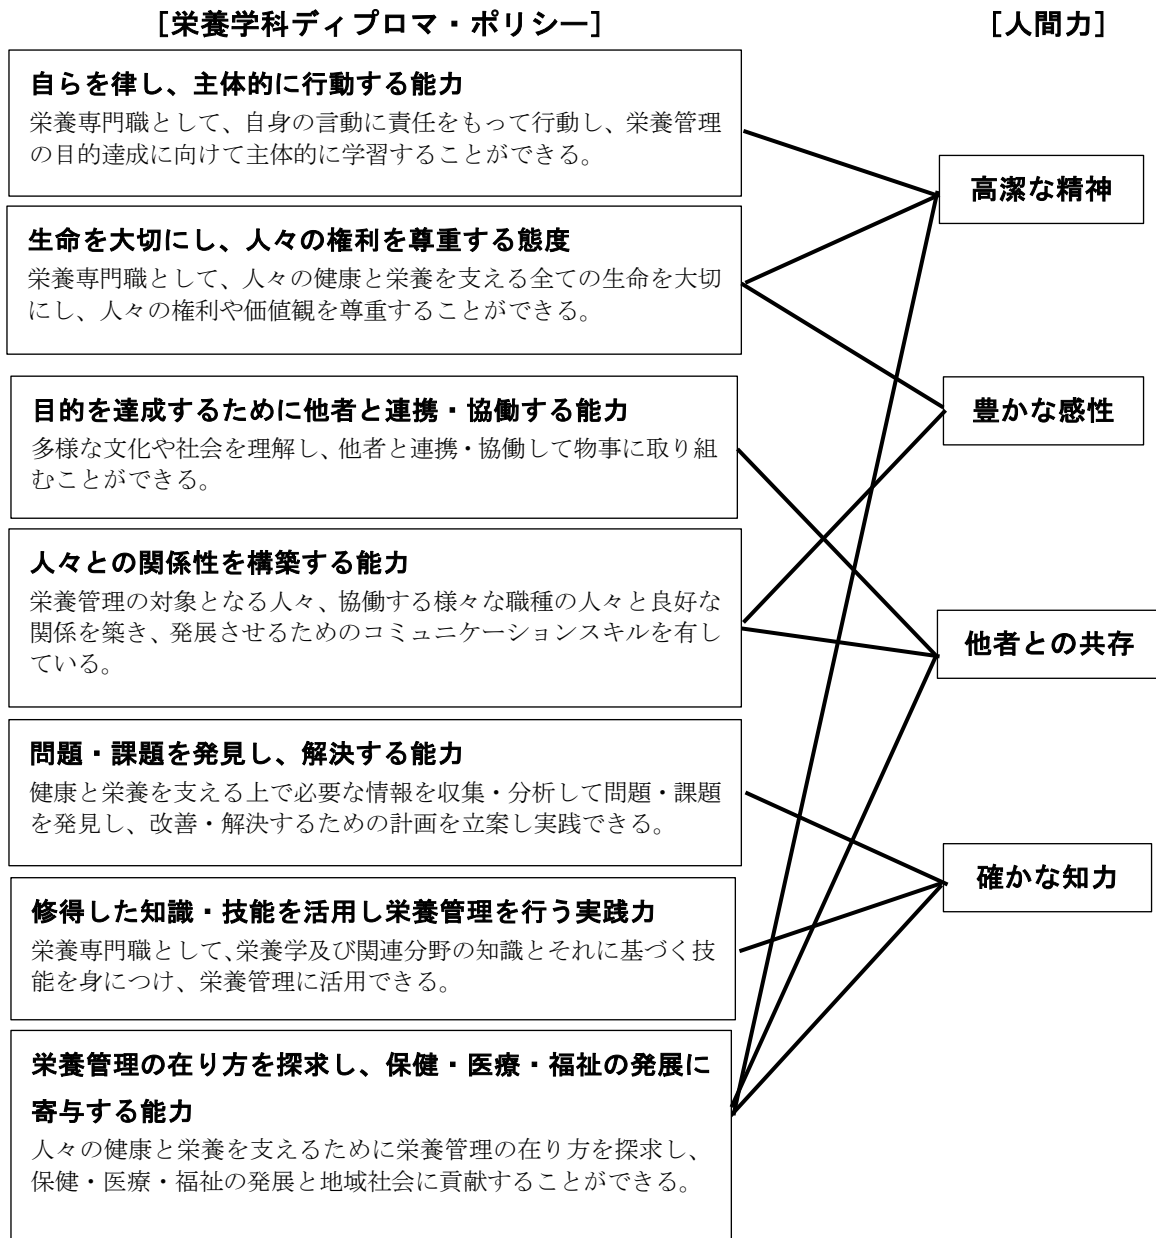 ［栄養学科ディプロマ・ポリシー］
［人間力］
自らを律し、主体的に行動する能力
栄養専門職として、自身の言動に責任をもって行動し、栄養管理
の目的達成に向けて主体的に学習することができる。
高潔な精神
生命を大切にし、人々の権利を尊重する態度
栄養専門職として、人々の健康と栄養を支える全ての生命を大切
にし、人々の権利や価値観を尊重することができる。
豊かな感性
目的を達成するために他者と連携・協働する能力
多様な文化や社会を理解し、他者と連携・協働して物事に取り組
むことができる。
人々との関係性を構築する能力
栄養管理の対象となる人々、協働する様々な職種の人々と良好な
関係を築き、発展させるためのコミュニケーションスキルを有し
ている。
他者との共存
問題・課題を発見し、解決する能力
健康と栄養を支える上で必要な情報を収集・分析して問題・課題
を発見し、改善・解決するための計画を立案し実践できる。
確かな知力
修得した知識・技能を活用し栄養管理を行う実践力
栄養専門職として、栄養学及び関連分野の知識とそれに基づく技
能を身につけ、栄養管理に活用できる。
栄養管理の在り方を探求し、保健・医療・福祉の発展に
寄与する能力
人々の健康と栄養を支えるために栄養管理の在り方を探求し、
保健・医療・福祉の発展と地域社会に貢献することができる。